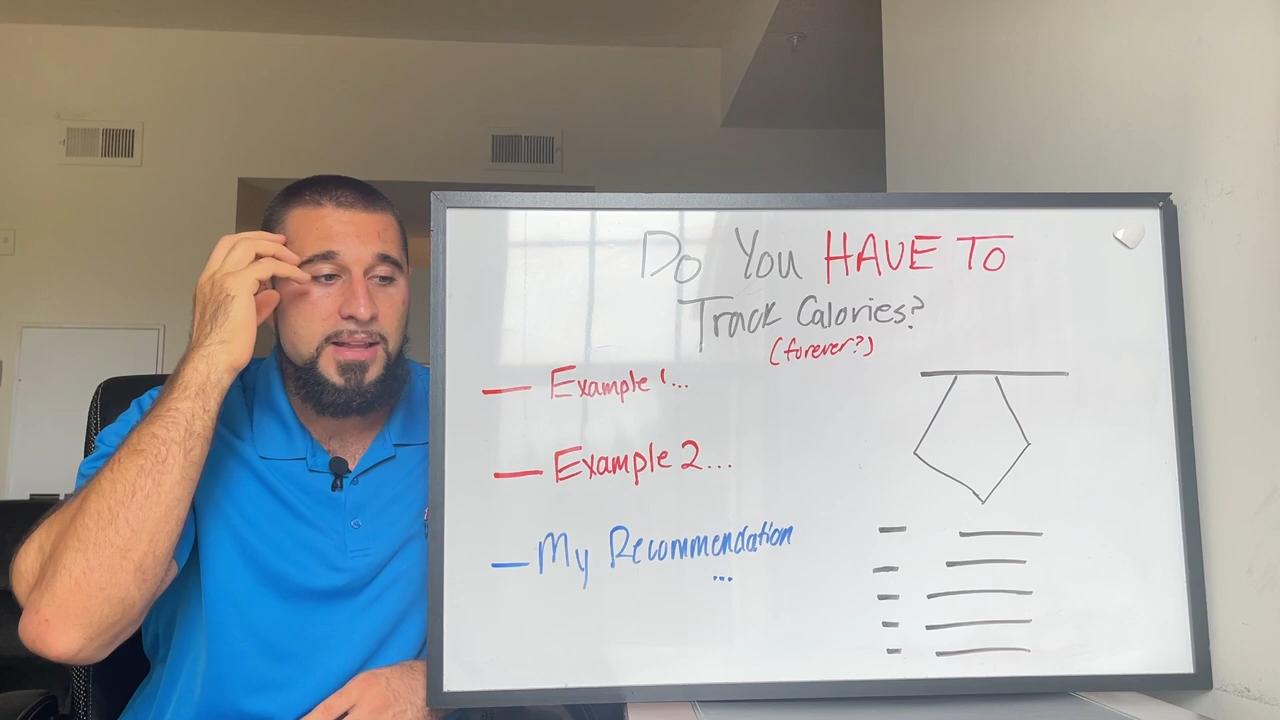 Do You HAVE TO
Track Calories?
(forever?)
— Example 1...
— Example 2...
— My Recommendation
...